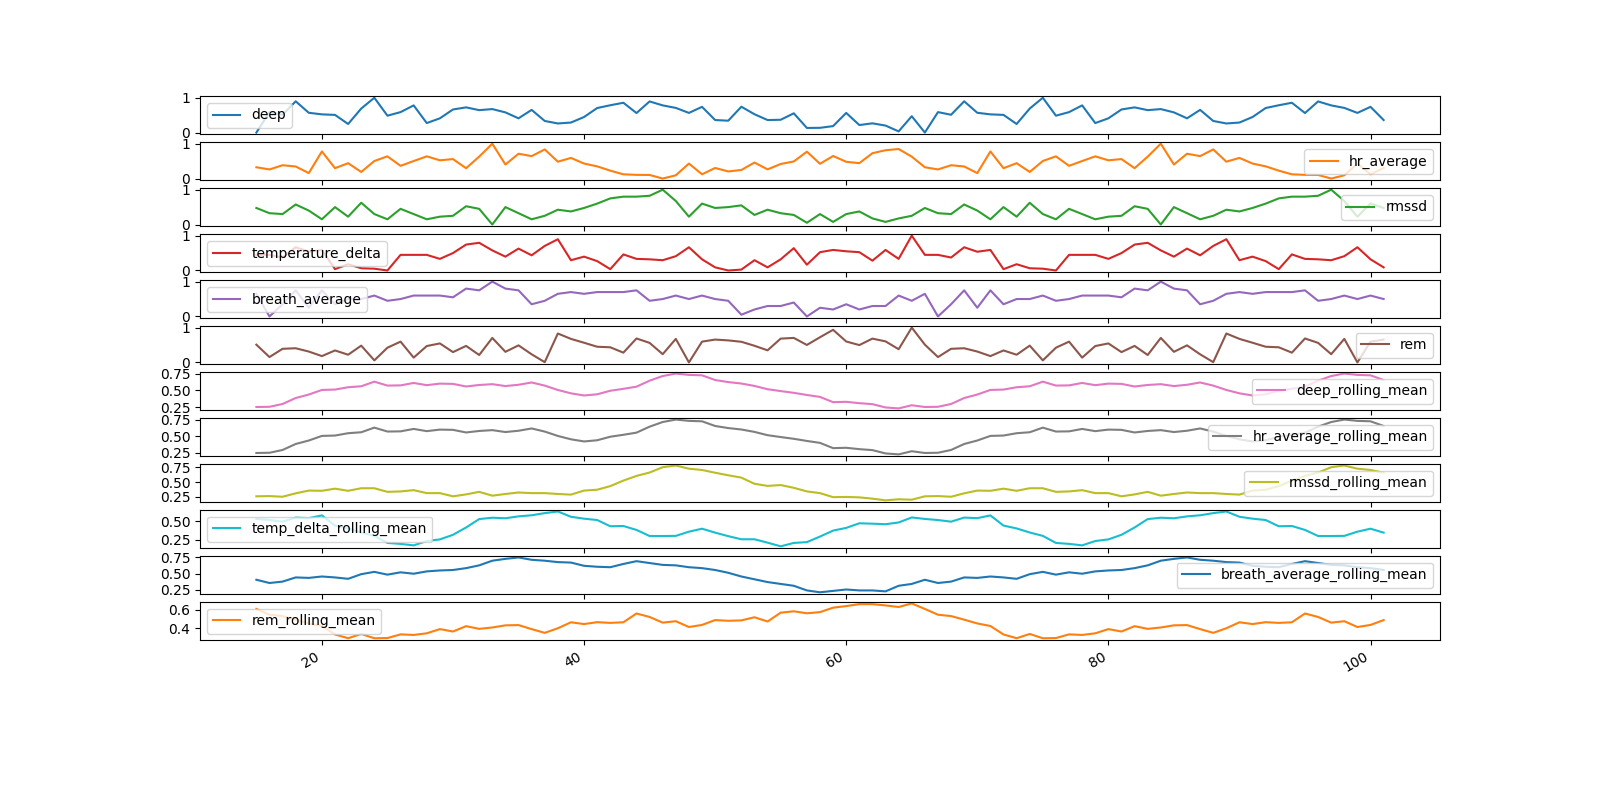 1
deep
0
1
hr_average
0
1
rmssd
0
1
temperature_delta
0
1
breath_average
0
1
rem
0
0.75
0.50
deep_rolling_mean
0.25
0.75
0.50
hr_average_rolling_mean
0.25
0.75
0.50
rmssd_rolling_mean
0.25
0.50
temp_delta_rolling_mean
0.25
0.75
0.50
breath_average_rolling_mean
0.25
0.6
rem_rolling_mean
0.4
20 40 60 80 100